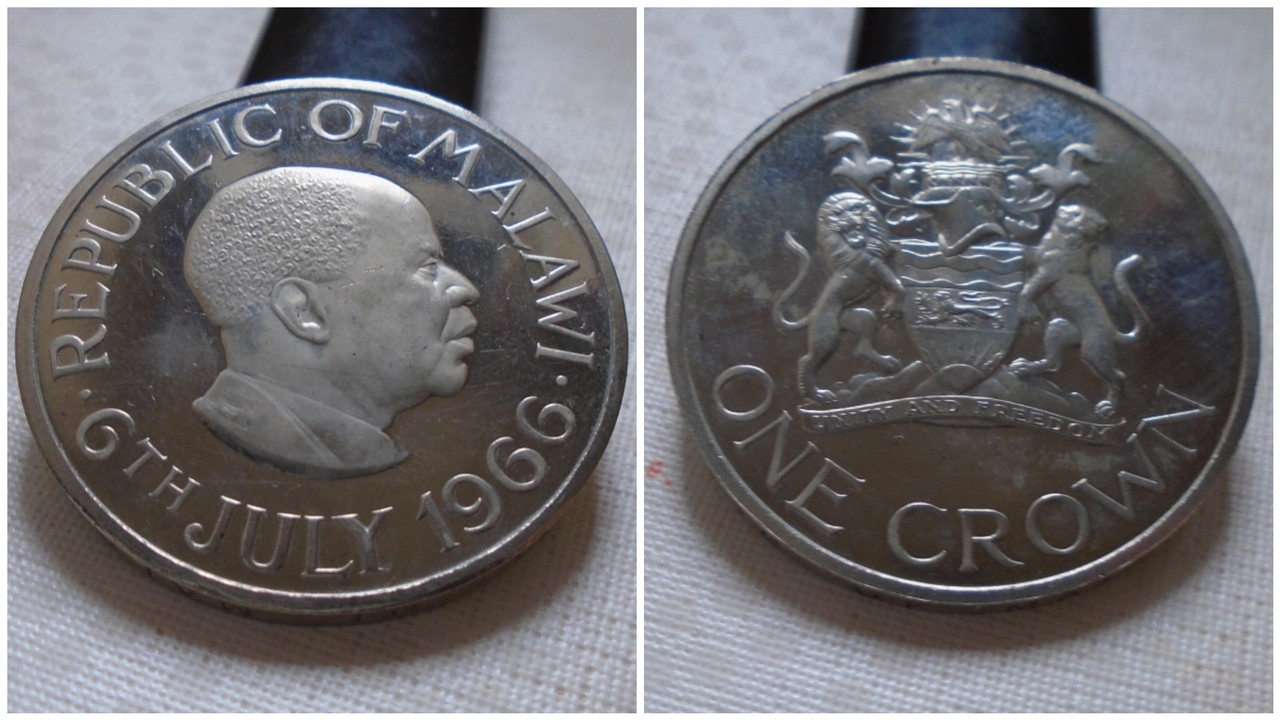 · REPUBLIC OF MALAWI ·
6TH JULY 1966
UNITY AND FREEDOM
ONE CROWN